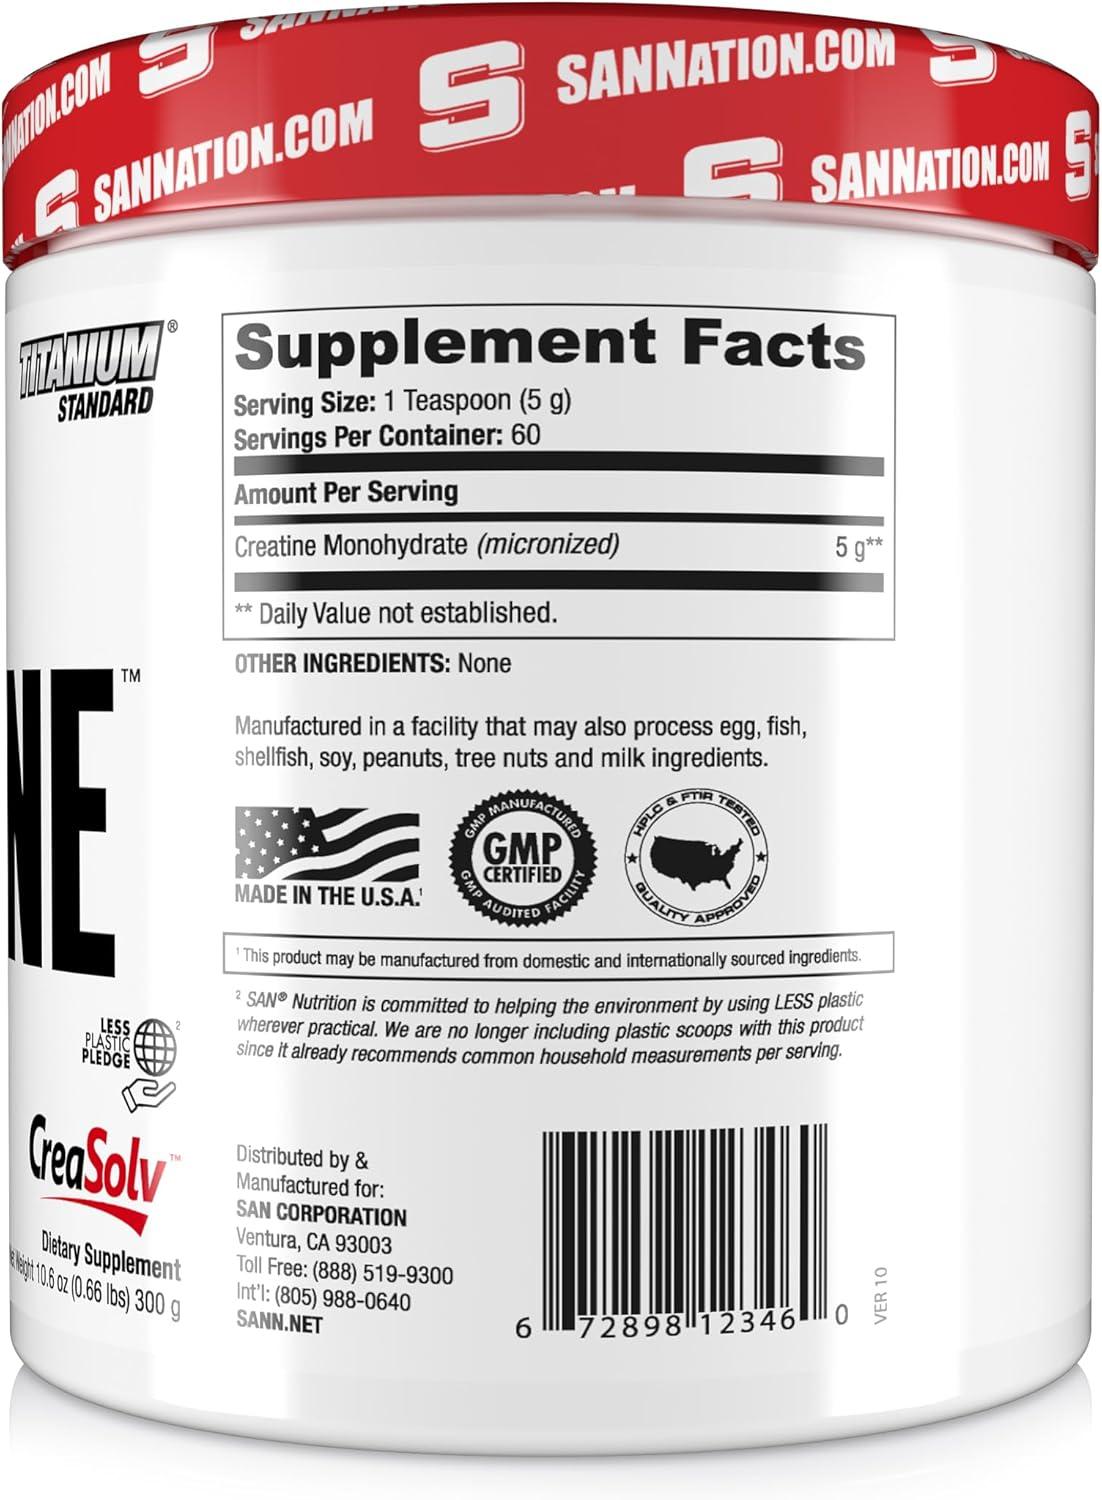 SANNATION.COM
S
SANNATION.COM
S
SANNATION.COM
S
SANNATION.COM
S
TITANIUM®
STANDARD
Supplement Facts
Serving Size: 1 Teaspoon (5 g)
Servings Per Container: 60
Amount Per Serving
Creatine Monohydrate (micronized) 5 g**
** Daily Value not established.
OTHER INGREDIENTS: None
NE™
Manufactured in a facility that may also process egg, fish,
shellfish, soy, peanuts, tree nuts and milk ingredients.
MADE IN THE U.S.A.¹
GMP MANUFACTURED
GMP
CERTIFIED
GMP AUDITED FACILITY
HPLC & FTIR TESTED
QUALITY APPROVED
¹ This product may be manufactured from domestic and internationally sourced ingredients.
² SAN® Nutrition is committed to helping the environment by using LESS plastic
wherever practical. We are no longer including plastic scoops with this product
since it already recommends common household measurements per serving.
LESS
PLASTIC
PLEDGE ²
CreaSolv™
Dietary Supplement
Weight 10.6 oz (0.66 lbs) 300 g
Distributed by &
Manufactured for:
SAN CORPORATION
Ventura, CA 93003
Toll Free: (888) 519-9300
Int'l: (805) 988-0640
SANN.NET
6 72898 12346 0
VER 10